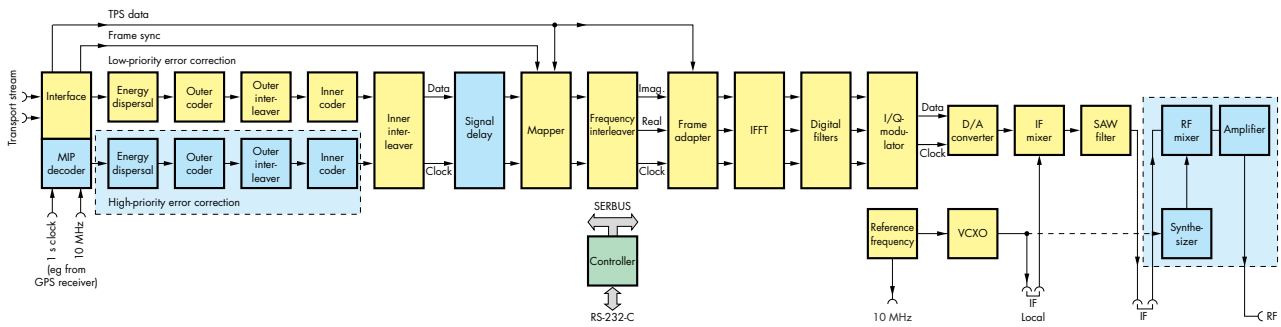 TPS data
Frame sync
Low-priority error correction
Transport stream
Interface
Energy
dispersal
Outer
coder
Outer
inter-
leaver
Inner
coder
MIP
decoder
Energy
dispersal
Outer
coder
Outer
inter-
leaver
Inner
coder
High-priority error correction
1 s clock
10 MHz
(eg from
GPS receiver)
Inner
inter-
leaver
Data
Clock
Signal
delay
Mapper
Frequency
interleaver
Imag.
Real
Clock
Frame
adapter
IFFT
Digital
filters
I/Q-
modu-
lator
Data
Clock
D/A
converter
IF
mixer
SAW
filter
RF
mixer
Amplifier
SERBUS
Controller
RS-232-C
Reference
frequency
VCXO
Synthe-
sizer
10 MHz
IF
Local
IF
RF